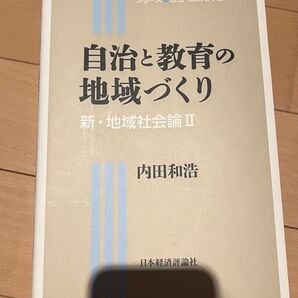 自治と教育の
地域づくり
新・地域社会論Ⅱ
内田和浩
日本経済評論社